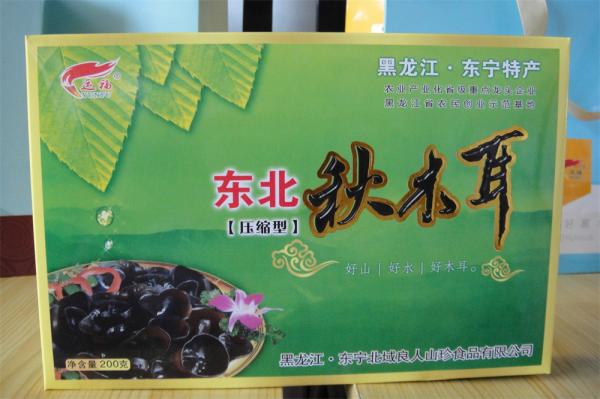 运福®
YUNFU
黑龙江·东宁特产
农业产业化省级重点龙头企业
黑龙江省农民创业示范基地
东北
秋木耳
【压缩型】
好山|好水|好木耳。
净含量 200克
黑龙江·东宁北域良人山珍食品有限公司